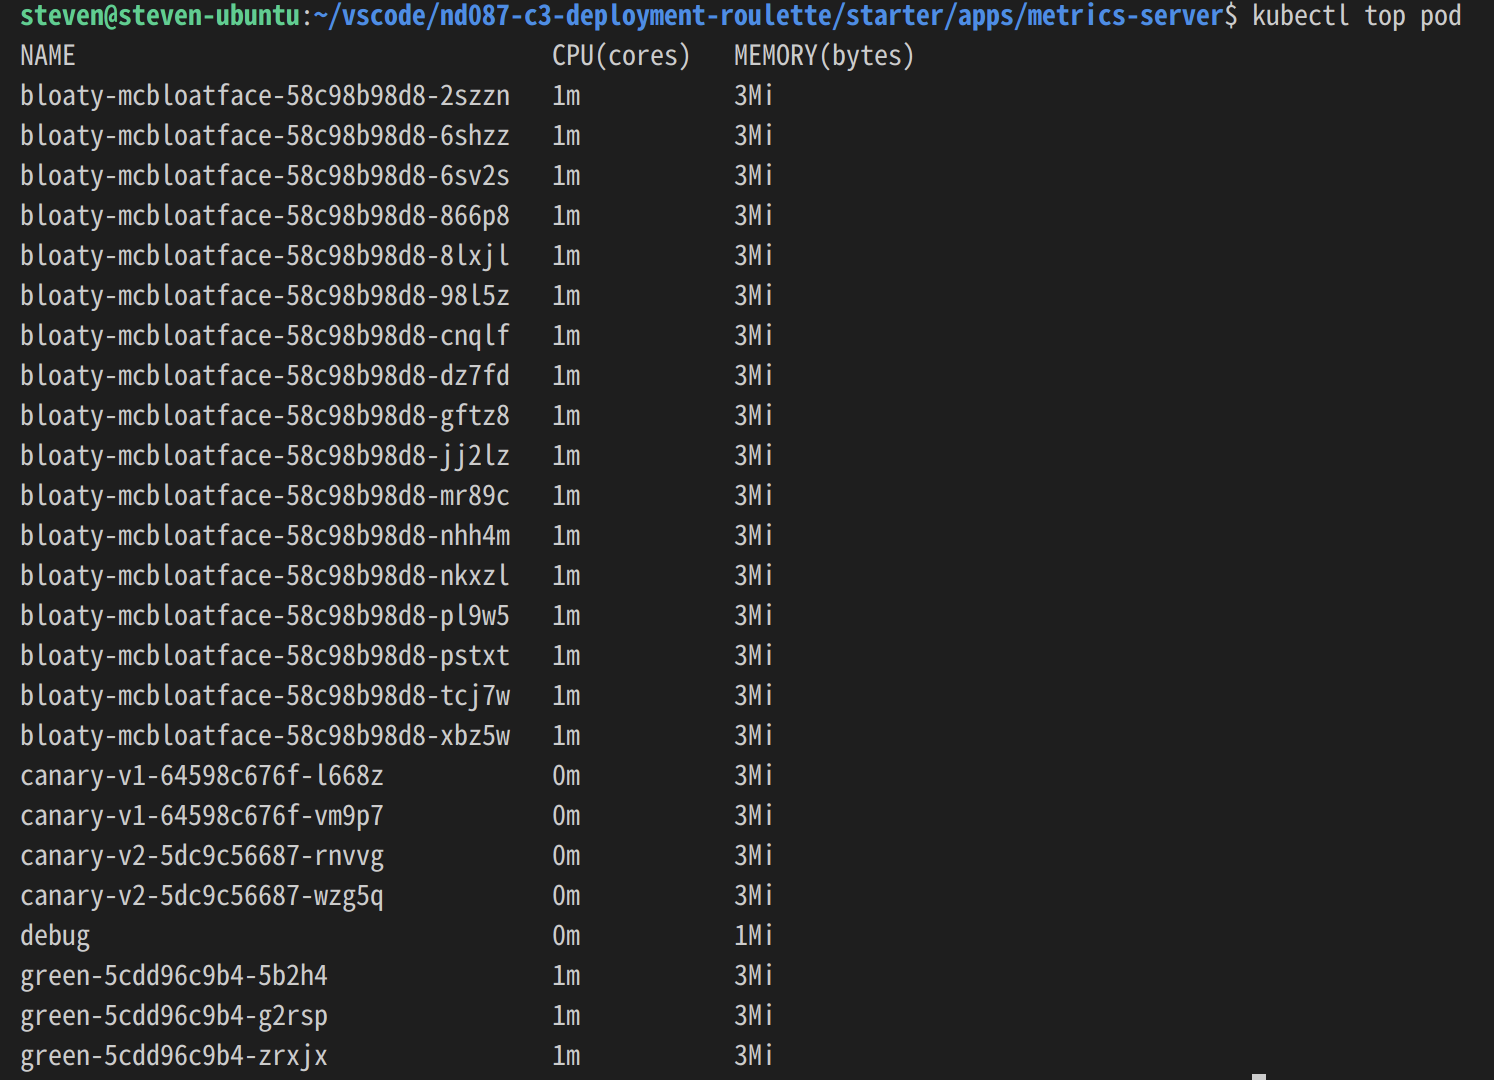 steven@steven-ubuntu:~/vscode/nd087-c3-deployment-roulette/starter/apps/metrics-server$ kubectl top pod
NAME CPU(cores) MEMORY(bytes)
bloaty-mcbloatface-58c98b98d8-2szzn 1m 3Mi
bloaty-mcbloatface-58c98b98d8-6shzz 1m 3Mi
bloaty-mcbloatface-58c98b98d8-6sv2s 1m 3Mi
bloaty-mcbloatface-58c98b98d8-866p8 1m 3Mi
bloaty-mcbloatface-58c98b98d8-8lxjl 1m 3Mi
bloaty-mcbloatface-58c98b98d8-98l5z 1m 3Mi
bloaty-mcbloatface-58c98b98d8-cnqlf 1m 3Mi
bloaty-mcbloatface-58c98b98d8-dz7fd 1m 3Mi
bloaty-mcbloatface-58c98b98d8-gftz8 1m 3Mi
bloaty-mcbloatface-58c98b98d8-jj2lz 1m 3Mi
bloaty-mcbloatface-58c98b98d8-mr89c 1m 3Mi
bloaty-mcbloatface-58c98b98d8-nhh4m 1m 3Mi
bloaty-mcbloatface-58c98b98d8-nkxzl 1m 3Mi
bloaty-mcbloatface-58c98b98d8-pl9w5 1m 3Mi
bloaty-mcbloatface-58c98b98d8-pstxt 1m 3Mi
bloaty-mcbloatface-58c98b98d8-tcj7w 1m 3Mi
bloaty-mcbloatface-58c98b98d8-xbz5w 1m 3Mi
canary-v1-64598c676f-l668z 0m 3Mi
canary-v1-64598c676f-vm9p7 0m 3Mi
canary-v2-5dc9c56687-rnvvg 0m 3Mi
canary-v2-5dc9c56687-wzg5q 0m 3Mi
debug 0m 1Mi
green-5cdd96c9b4-5b2h4 1m 3Mi
green-5cdd96c9b4-g2rsp 1m 3Mi
green-5cdd96c9b4-zrxjx 1m 3Mi